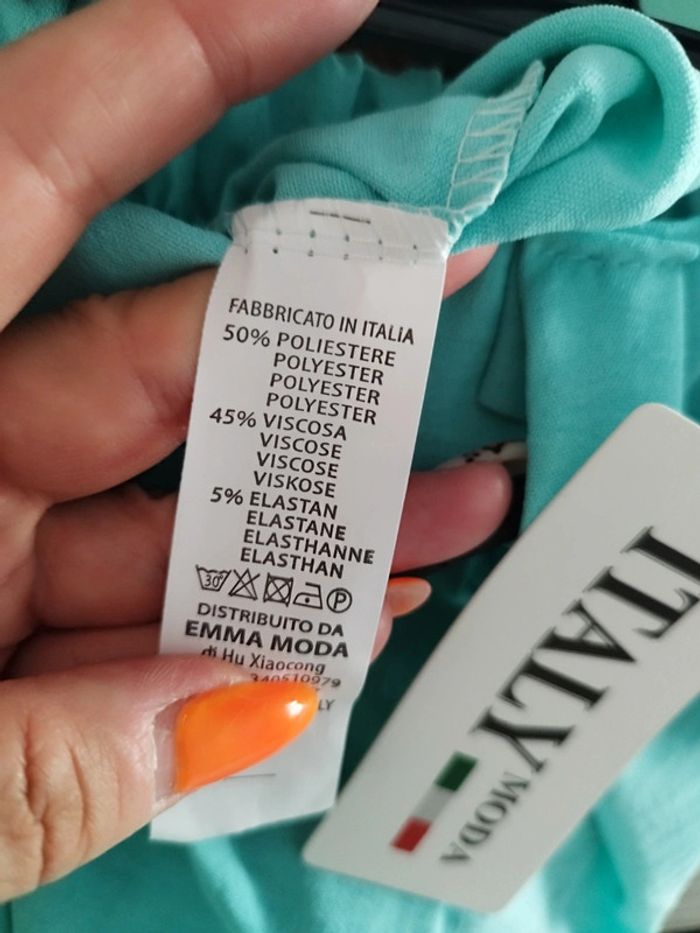 FABBRICATO IN ITALIA
50% POLIESTERE
POLYESTER
POLYESTER
POLYESTER
45% VISCOSA
VISCOSE
VISCOSE
VISKOSE
5% ELASTAN
ELASTANE
ELASTHANNE
ELASTHAN
30° P
DISTRIBUITO DA
EMMA MODA
di Hu Xiaocong
ITALY
MODA